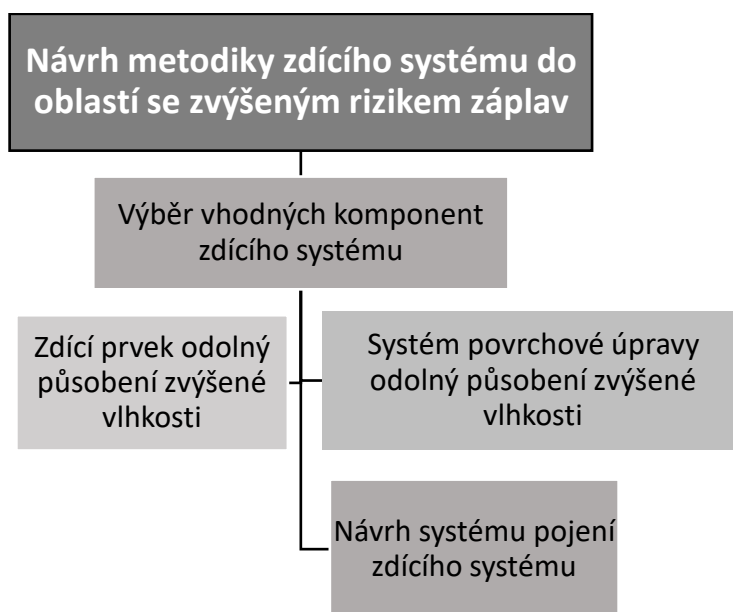 Návrh metodiky zdícího systému do
oblastí se zvýšeným rizikem záplav
Výběr vhodných komponent
zdícího systému
Zdící prvek odolný
působení zvýšené
vlhkosti
Systém povrchové úpravy
odolný působení zvýšené
vlhkosti
Návrh systému pojení
zdícího systému